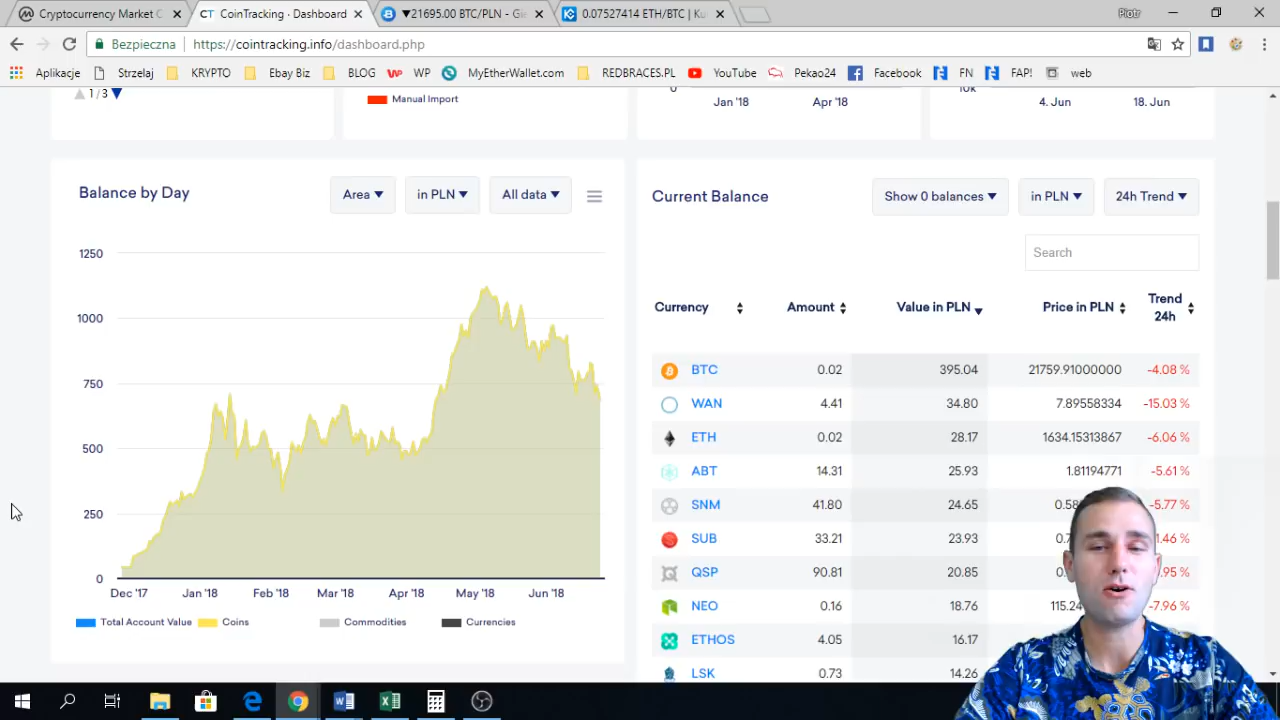 Cryptocurrency Market C
CoinTracking · Dashboard
▼21695.00 BTC/PLN - Gie
0.07527414 ETH/BTC | Ku
Piotr
Bezpieczna
https://cointracking.info/dashboard.php
Aplikacje
Strzelaj
KRYPTO
Ebay Biz
BLOG
WP
MyEtherWallet.com
REDBRACES.PL
YouTube
Pekao24
Facebook
FN
FAP!
web
1/3
Manual Import
0
Jan '18
Apr '18
10k
4. Jun
18. Jun
Balance by Day
Area
in PLN
All data
1250
1000
750
500
250
0
Dec '17
Jan '18
Feb '18
Mar '18
Apr '18
May '18
Jun '18
Total Account Value
Coins
Commodities
Currencies
Current Balance
Show 0 balances
in PLN
24h Trend
Search
Currency Amount Value in PLN Price in PLN Trend 24h
BTC 0.02 395.04 21759.91000000 -4.08 %
WAN 4.41 34.80 7.89558334 -15.03 %
ETH 0.02 28.17 1634.15313867 -6.06 %
ABT 14.31 25.93 1.81194771 -5.61 %
SNM 41.80 24.65 0.58 -5.77 %
SUB 33.21 23.93 .46 %
QSP 90.81 20.85 .95 %
NEO 0.16 18.76 115.24 -7.96 %
ETHOS 4.05 16.17
LSK 0.73 14.26